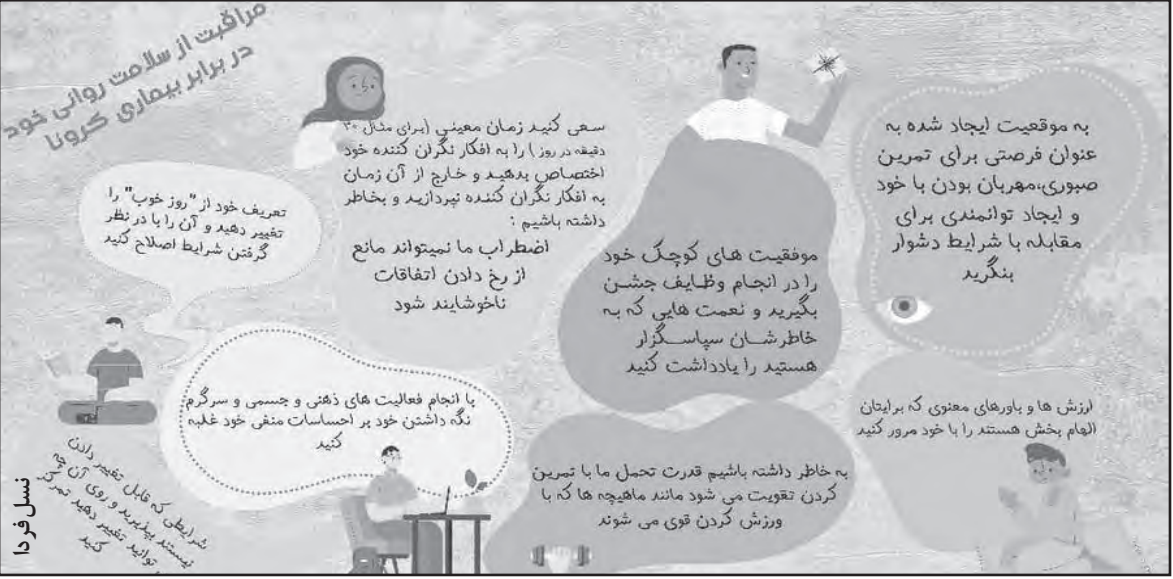 مراقبت از سلامت روانی خود
در برابر بیماری کرونا
به موقعیت ایجاد شده به
عنوان فرصتی برای تمرین
صبوری،مهربان بودن با خود
و ایجاد توانمندی برای
مقابله با شرایط دشوار
بنگرید
موفقیت های کوچک خود
را در انجام وظایف جشن
بگیرید و نعمت هایی که به
خاطرشان سپاسگزار
هستید را یادداشت کنید
سعی کنید زمان معینی (برای مثال ۳۰
دقیقه در روز) را به افکار نگران کننده خود
اختصاص بدهید و خارج از آن زمان
به افکار نگران کننده نپردازید و بخاطر
داشته باشیم :
اضطراب ما نمیتواند مانع
از رخ دادن اتفاقات
ناخوشایند شود
تعریف خود از "روز خوب" را
تغییر دهید و آن را با در نظر
گرفتن شرایط اصلاح کنید
ارزش ها و باورهای معنوی که برایتان
الهام بخش هستند را با خود مرور کنید
به خاطر داشته باشیم قدرت تحمل ما با تمرین
کردن تقویت می شود مانند ماهیچه ها که با
ورزش کردن قوی می شوند
با انجام فعالیت های ذهنی و جسمی و سرگرم
نگه داشتن خود بر احساسات منفی خود غلبه
کنید
شرایطی که قابل تغییر دادن
نیستند بپذیرید و روی آن چه
توانید تغییر دهید تمرکز
کنید
نسل فردا